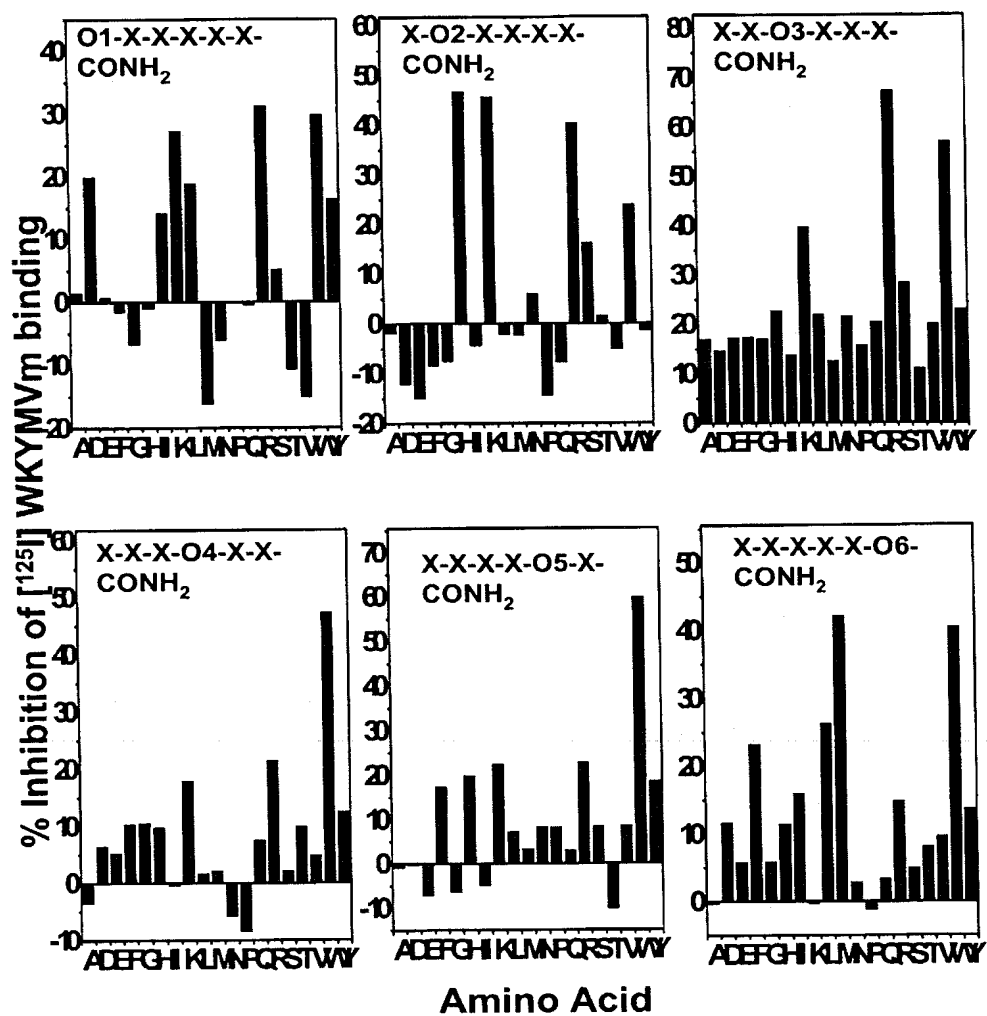 % Inhibition of [¹²⁵I] WKYMVm binding
O1-X-X-X-X-X-
CONH₂
40
30
20
10
0
-10
-20
ADEFGHIKLMNPQRSTVWY
X-O2-X-X-X-X-
CONH₂
60
50
40
30
20
10
0
-10
-20
ADEFGHIKLMNPQRSTVWY
X-X-O3-X-X-X-
CONH₂
80
70
60
50
40
30
20
10
0
ADEFGHIKLMNPQRSTVWY
X-X-X-O4-X-X-
CONH₂
60
50
40
30
20
10
0
-10
ADEFGHIKLMNPQRSTVWY
X-X-X-X-O5-X-
CONH₂
70
60
50
40
30
20
10
0
-10
ADEFGHIKLMNPQRSTVWY
X-X-X-X-X-O6-
CONH₂
50
40
30
20
10
0
ADEFGHIKLMNPQRSTVWY
Amino Acid